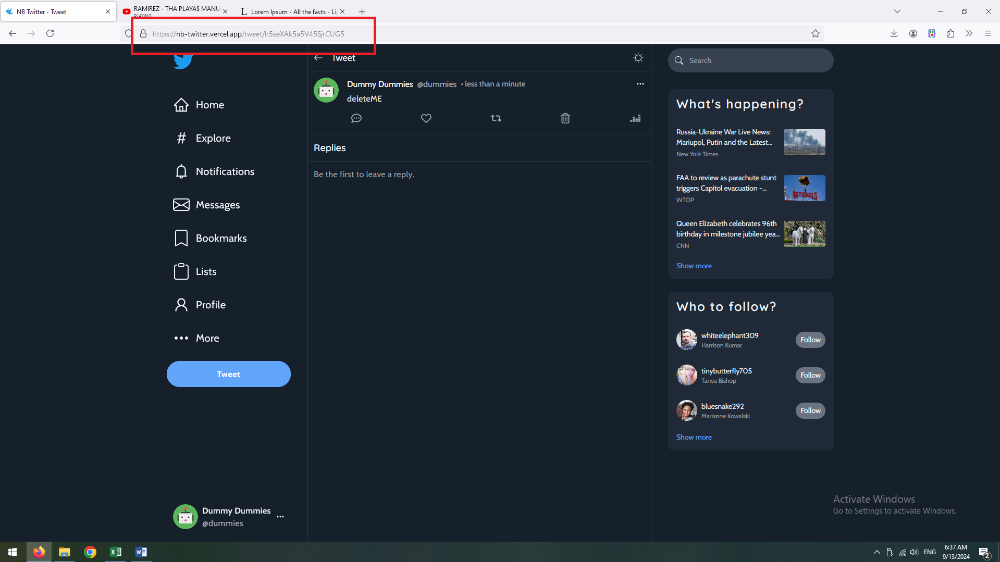 NB Twitter - Tweet
RAMIREZ - THA PLAYA$ MANU
PLAYING
L Lorem Ipsum - All the facts - Lip
https://nb-twitter.vercel.app/tweet/h5seXAk5a5V45SjrCUG5
Tweet
Search
Dummy Dummies @dummies • less than a minute
deleteME
Replies
Be the first to leave a reply.
Home
# Explore
Notifications
Messages
Bookmarks
Lists
Profile
More
Tweet
Dummy Dummies
@dummies
What's happening?
Russia-Ukraine War Live News:
Mariupol, Putin and the Latest...
New York Times
FAA to review as parachute stunt
triggers Capitol evacuation -...
WTOP
NATIONALS
Queen Elizabeth celebrates 96th
birthday in milestone jubilee yea...
CNN
Show more
Who to follow?
whiteelephant309
Harrison Kumar
Follow
tinybutterfly705
Tanya Bishop
Follow
bluesnake292
Marianne Kowalski
Follow
Show more
Activate Windows
Go to Settings to activate Windows.
ENG
6:37 AM
9/13/2024
2